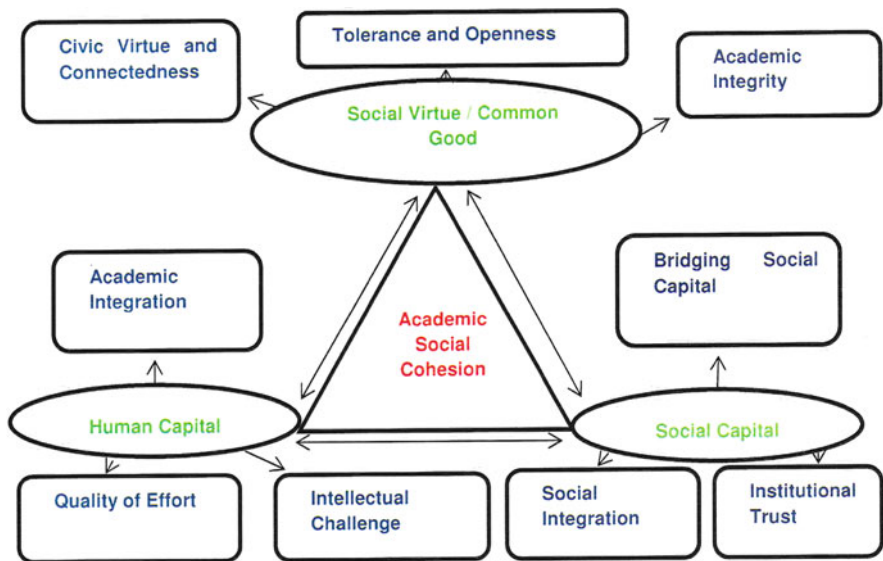 Civic Virtue and
Connectedness
Tolerance and Openness
Academic
Integrity
Social Virtue / Common
Good
Academic
Integration
Bridging Social
Capital
Academic
Social
Cohesion
Human Capital
Social Capital
Quality of Effort
Intellectual
Challenge
Social
Integration
Institutional
Trust